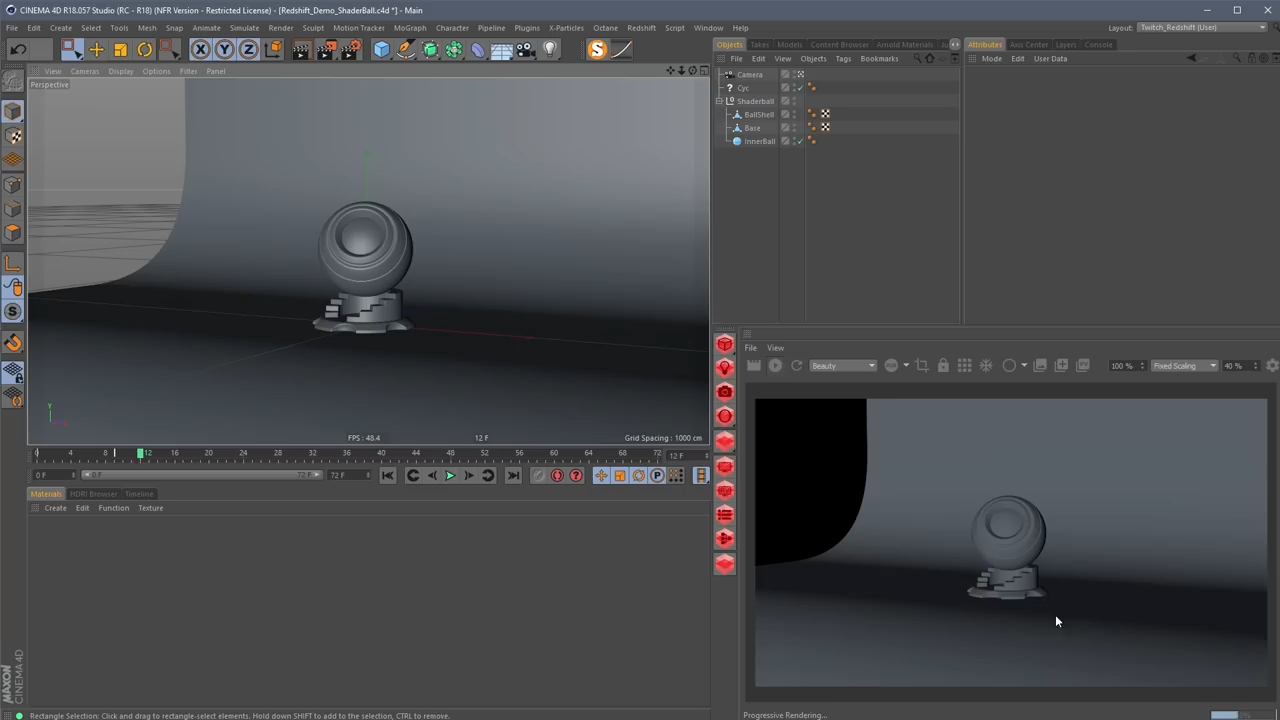 CINEMA 4D R18.057 Studio (RC - R18) (NFR Version - Restricted License) - [Redshift_Demo_ShaderBall.c4d *] - Main
File Edit Create Select Tools Mesh Snap Animate Simulate Render Sculpt MotionTracker MoGraph Character Pipeline Plugins X-Particles Octane Redshift Script Window Help
Layout: Twitch_Redshift (User)
X Y Z S
Objects Takes Models Content Browser Arnold Materials
Attributes Axis Center Layers Console
View Cameras Display Options Filters Panel
File Edit View Objects Tags Bookmarks
Mode Edit User Data
Perspective
Camera
Cyc
Shaderball
BallShell
Base
InnerBall
File View
Beauty
100 %
Fixed Scaling
40 %
Y
FPS : 48.4
12 F
Grid Spacing : 1000 cm
0 4 8 12 16 20 24 28 32 36 40 44 48 52 56 60 64 68 72
12 F
0 F
0 F
72 F
72 F
P
Materials HDRI Browser Timeline
Create Edit Function Texture
MAXON
CINEMA 4D
Rectangle Selection: Click and drag to rectangle-select elements. Hold down SHIFT to add to the selection, CTRL to remove.
Progressive Rendering...